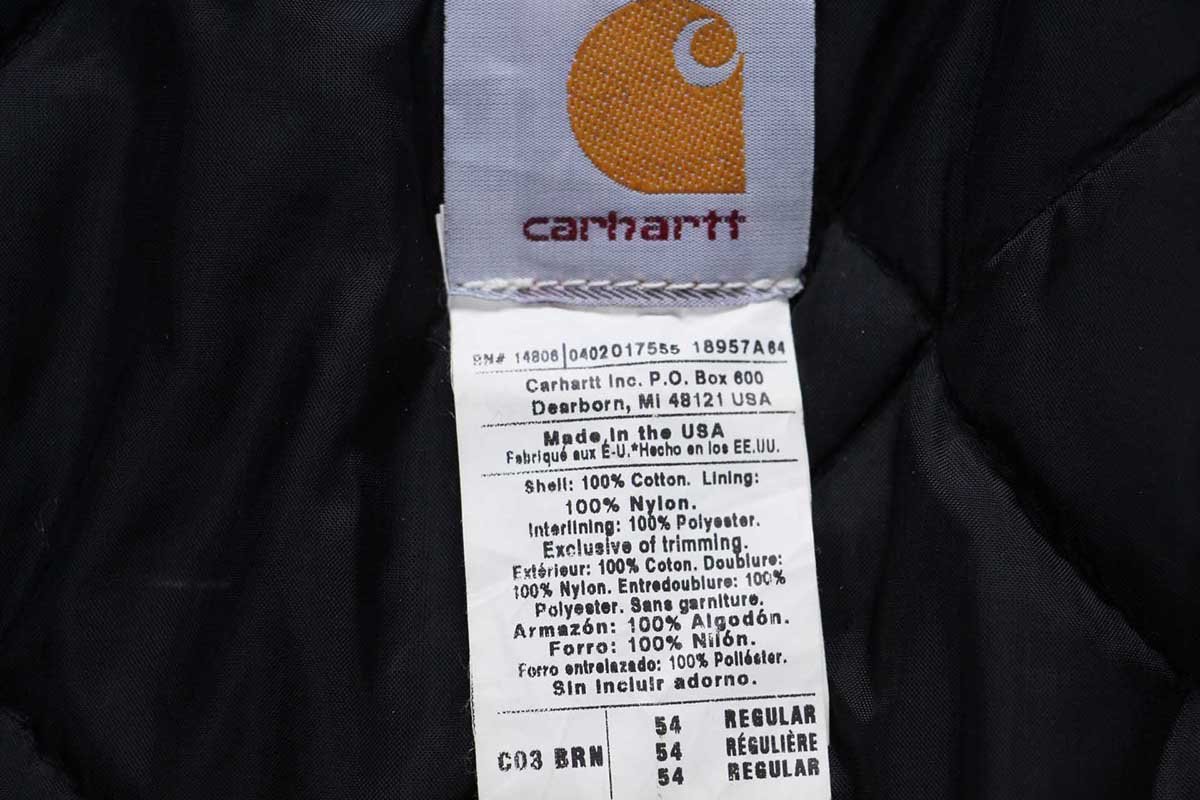 carhartt
RN# 14806 0402017555 18957A64
Carhartt Inc. P.O. Box 600
Dearborn, MI 48121 USA
Made In the USA
Fabriqué aux É-U.*Hecho en los EE.UU.
Shell: 100% Cotton. Lining:
100% Nylon.
Interlining: 100% Polyester.
Exclusive of trimming.
Extérieur: 100% Coton. Doublure:
100% Nylon. Entredoublure: 100%
Polyester. Sans garniture.
Armazón: 100% Algodón.
Forro: 100% Nilón.
Forro entrelazado: 100% Poliéster.
Sin incluir adorno.
C03 BRN
54 REGULAR
54 RÉGULIÈRE
54 REGULAR